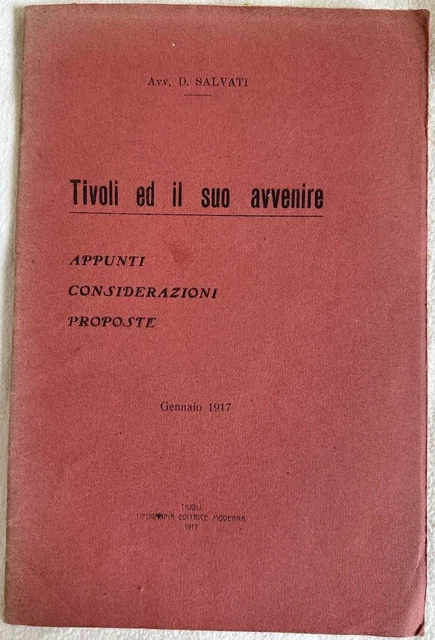 Avv. D. SALVATI
Tivoli ed il suo avvenire
APPUNTI
CONSIDERAZIONI
PROPOSTE
Gennaio 1917
TIVOLI
TIPOGRAFIA EDITRICE MODERNA
1917